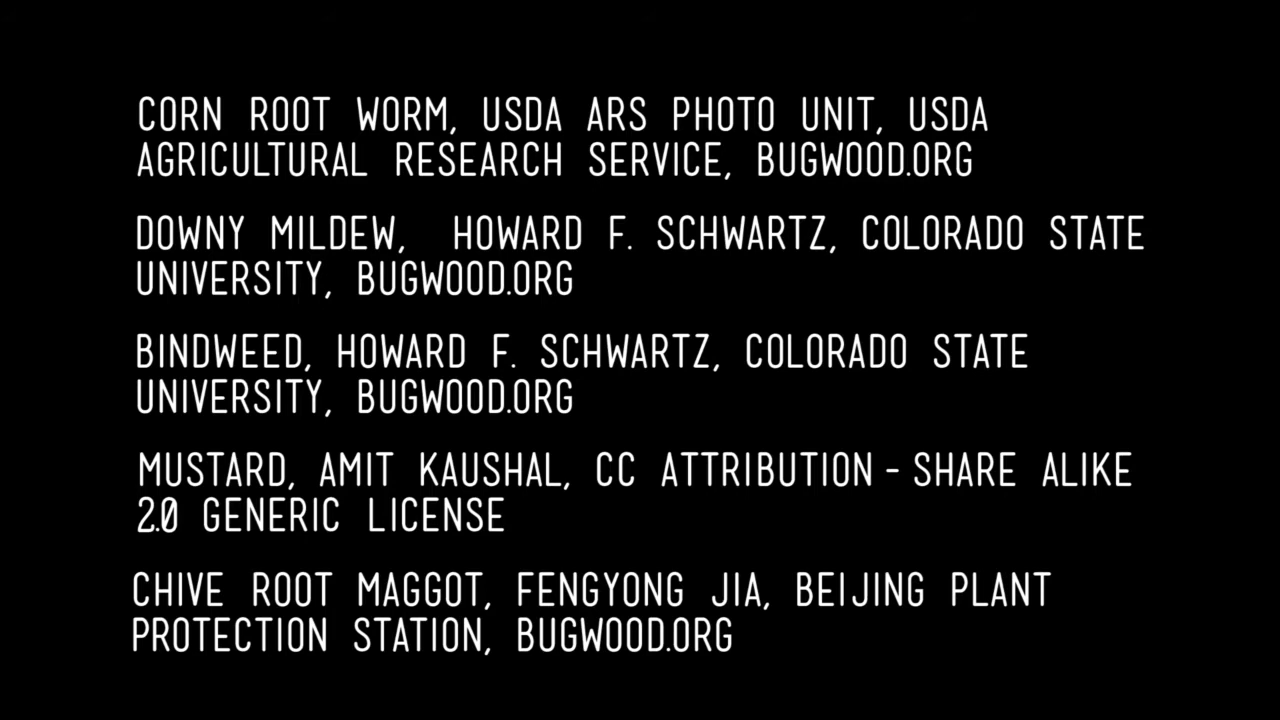 CORN ROOT WORM, USDA ARS PHOTO UNIT, USDA
AGRICULTURAL RESEARCH SERVICE, BUGWOOD.ORG
DOWNY MILDEW, HOWARD F. SCHWARTZ, COLORADO STATE
UNIVERSITY, BUGWOOD.ORG
BINDWEED, HOWARD F. SCHWARTZ, COLORADO STATE
UNIVERSITY, BUGWOOD.ORG
MUSTARD, AMIT KAUSHAL, CC ATTRIBUTION - SHARE ALIKE
2.0 GENERIC LICENSE
CHIVE ROOT MAGGOT, FENGYONG JIA, BEIJING PLANT
PROTECTION STATION, BUGWOOD.ORG